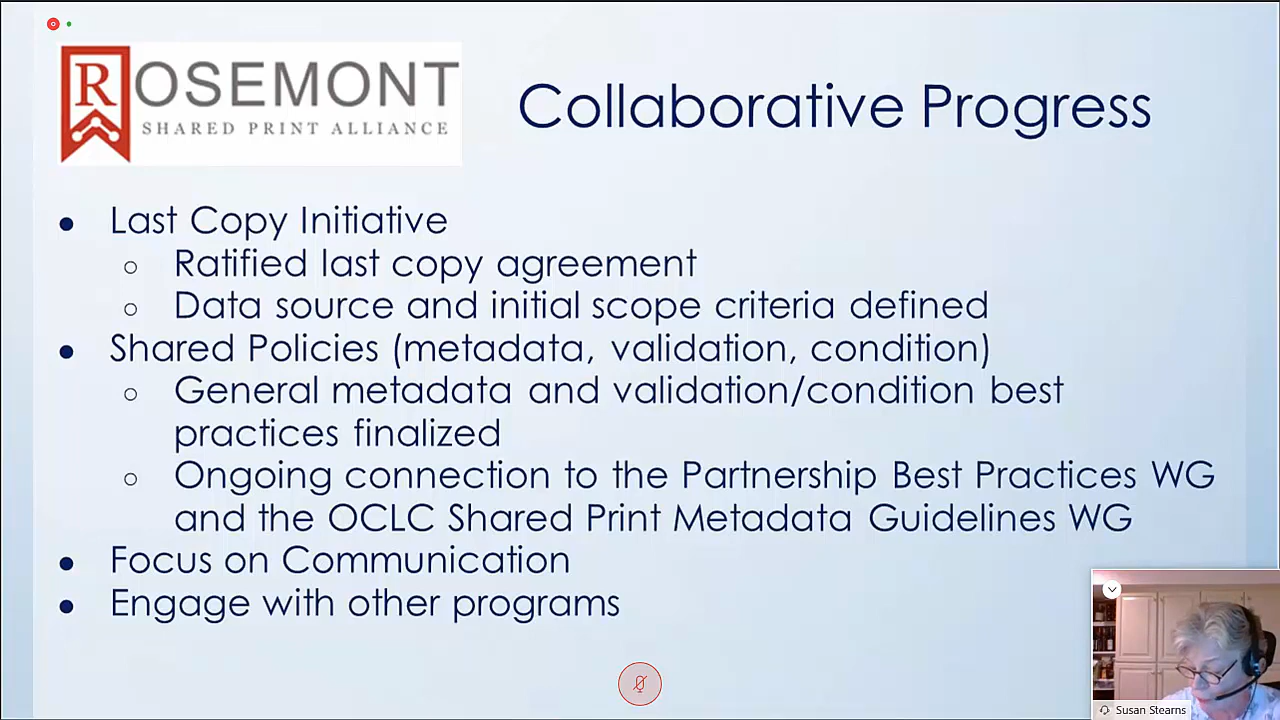 ROSEMONT
SHARED PRINT ALLIANCE
Collaborative Progress
● Last Copy Initiative
○ Ratified last copy agreement
○ Data source and initial scope criteria defined
● Shared Policies (metadata, validation, condition)
○ General metadata and validation/condition best
practices finalized
○ Ongoing connection to the Partnership Best Practices WG
and the OCLC Shared Print Metadata Guidelines WG
● Focus on Communication
● Engage with other programs
Susan Stearns